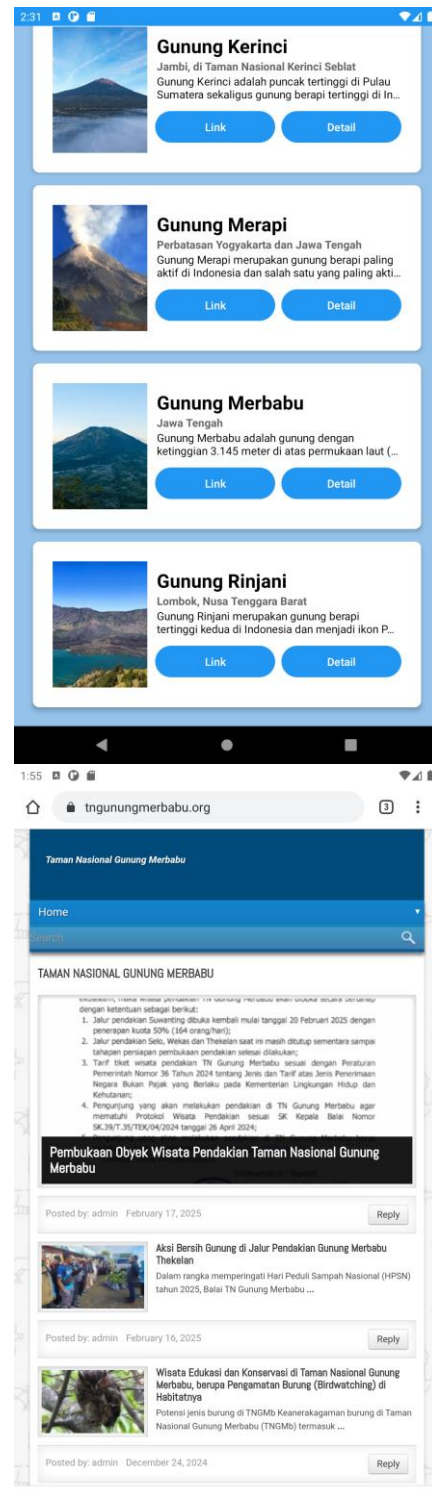 2:31
Gunung Kerinci
Jambi, di Taman Nasional Kerinci Seblat
Gunung Kerinci adalah puncak tertinggi di Pulau
Sumatera sekaligus gunung berapi tertinggi di In...
Link Detail
Gunung Merapi
Perbatasan Yogyakarta dan Jawa Tengah
Gunung Merapi merupakan gunung berapi paling
aktif di Indonesia dan salah satu yang paling akti...
Link Detail
Gunung Merbabu
Jawa Tengah
Gunung Merbabu adalah gunung dengan
ketinggian 3.145 meter di atas permukaan laut (...
Link Detail
Gunung Rinjani
Lombok, Nusa Tenggara Barat
Gunung Rinjani merupakan gunung berapi
tertinggi kedua di Indonesia dan menjadi ikon P...
Link Detail
1:55
tngunungmerbabu.org 3
Taman Nasional Gunung Merbabu
Home
Search
TAMAN NASIONAL GUNUNG MERBABU
dengan ketentuan sebagai berikut:
1. Jalur pendakian Suwanting dibuka kembali mulai tanggal 20 Februari 2025 dengan
penerapan kuota 50% (164 orang/hari);
2. Jalur pendakian Selo, Wekas dan Thekelan saat ini masih ditutup sementara sampai
tahapan persiapan pembukaan pendakian selesai dilakukan;
3. Tarif tiket wisata pendakian TN Gunung Merbabu sesuai dengan Peraturan
Pemerintah Nomor 36 Tahun 2024 tentang Jenis dan Tarif atas Jenis Penerimaan
Negara Bukan Pajak yang Berlaku pada Kementerian Lingkungan Hidup dan
Kehutanan;
4. Pengunjung yang akan melakukan pendakian di TN Gunung Merbabu agar
mematuhi Protokol Wisata Pendakian sesuai SK Kepala Balai Nomor
SK.39/T.35/TEK/04/2024 tanggal 26 April 2024;
Pembukaan Obyek Wisata Pendakian Taman Nasional Gunung
Merbabu
Posted by: admin February 17, 2025 Reply
Aksi Bersih Gunung di Jalur Pendakian Gunung Merbabu
Thekelan
Dalam rangka memperingati Hari Peduli Sampah Nasional (HPSN)
tahun 2025, Balai TN Gunung Merbabu ...
Posted by: admin February 16, 2025 Reply
Wisata Edukasi dan Konservasi di Taman Nasional Gunung
Merbabu, berupa Pengamatan Burung (Birdwatching) di
Habitatnya
Potensi jenis burung di TNGMb Keanerakagaman burung di Taman
Nasional Gunung Merbabu (TNGMb) termasuk ...
Posted by: admin December 24, 2024 Reply